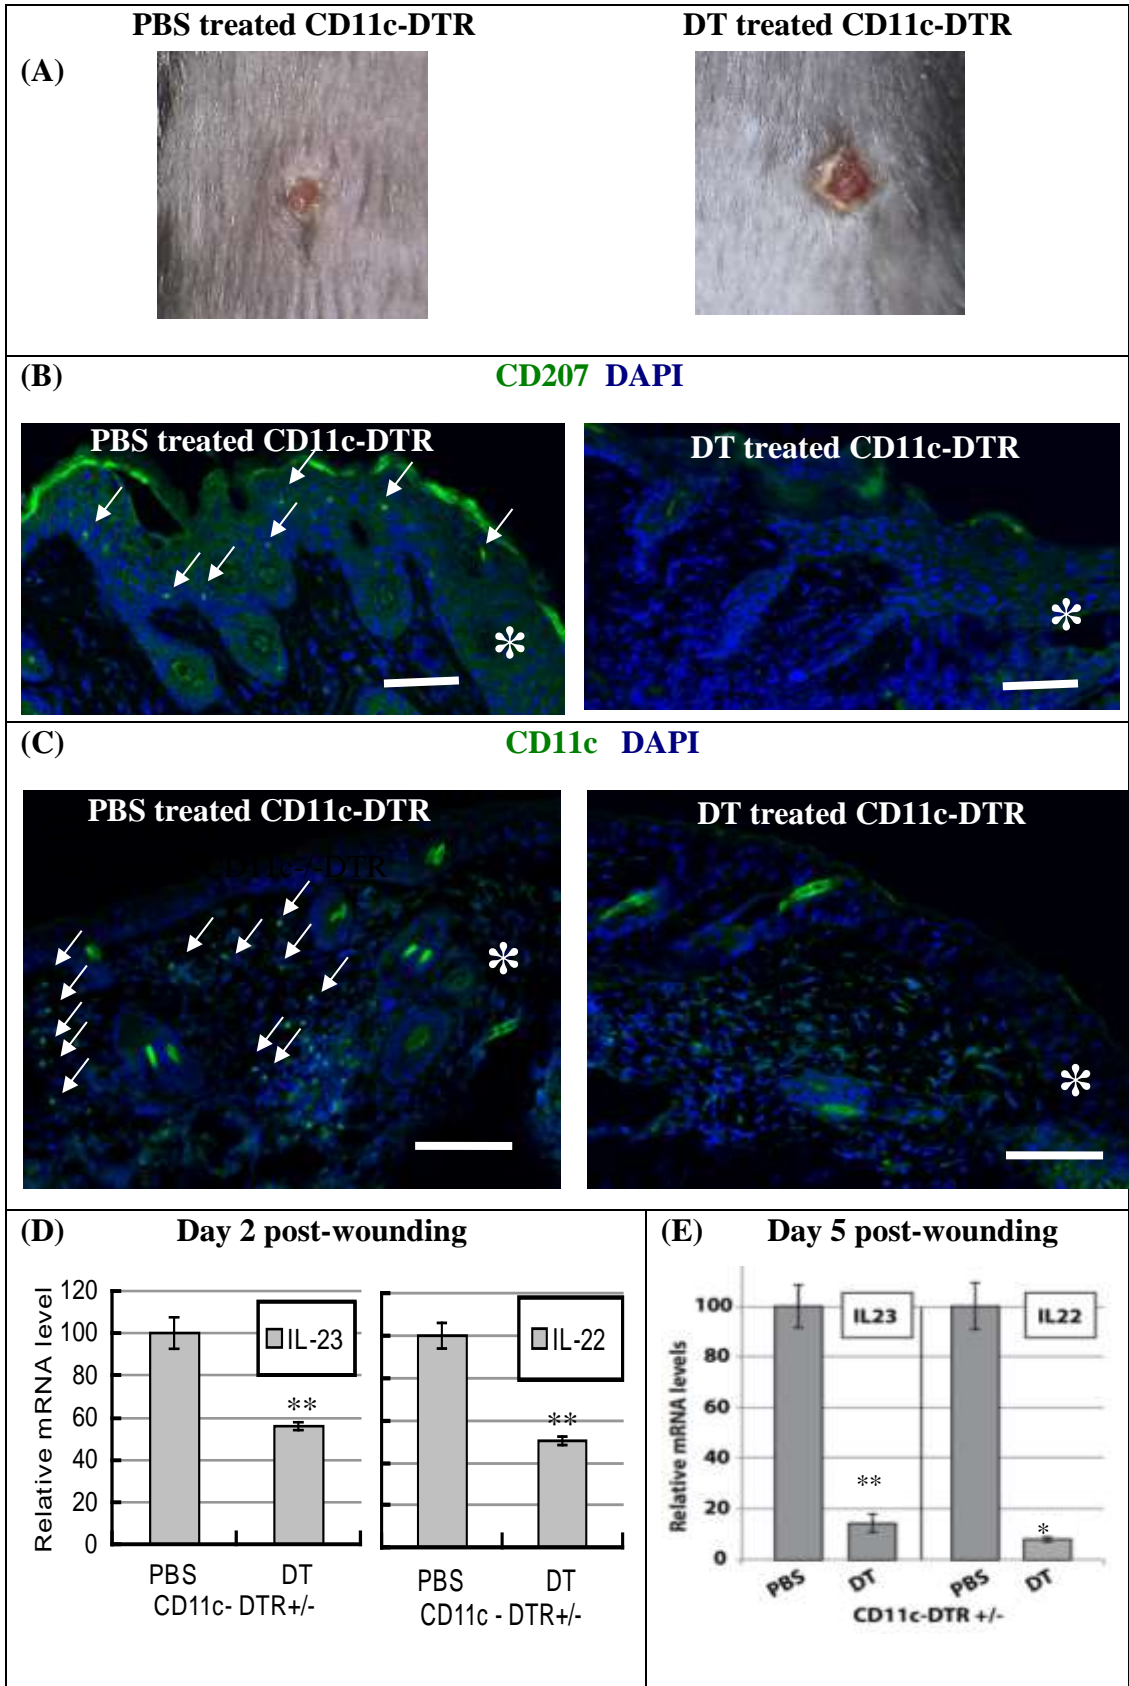 PBS treated CD11c-DTR DT treated CD11c-DTR
(A)
(B) CD207 DAPI
PBS treated CD11c-DTR DT treated CD11c-DTR
* *
(C) CD11c DAPI
PBS treated CD11c-DTR DT treated CD11c-DTR
CD11c-/-DTR
* *
(D) Day 2 post-wounding
Relative mRNA level
120
100
80
60
40
20
0
IL-23
**
PBS DT
CD11c- DTR+/-
IL-22
**
PBS DT
CD11c - DTR+/-
(E) Day 5 post-wounding
Relative mRNA levels
100
80
60
40
20
0
IL23 IL22
** *
PBS DT PBS DT
CD11c-DTR +/-